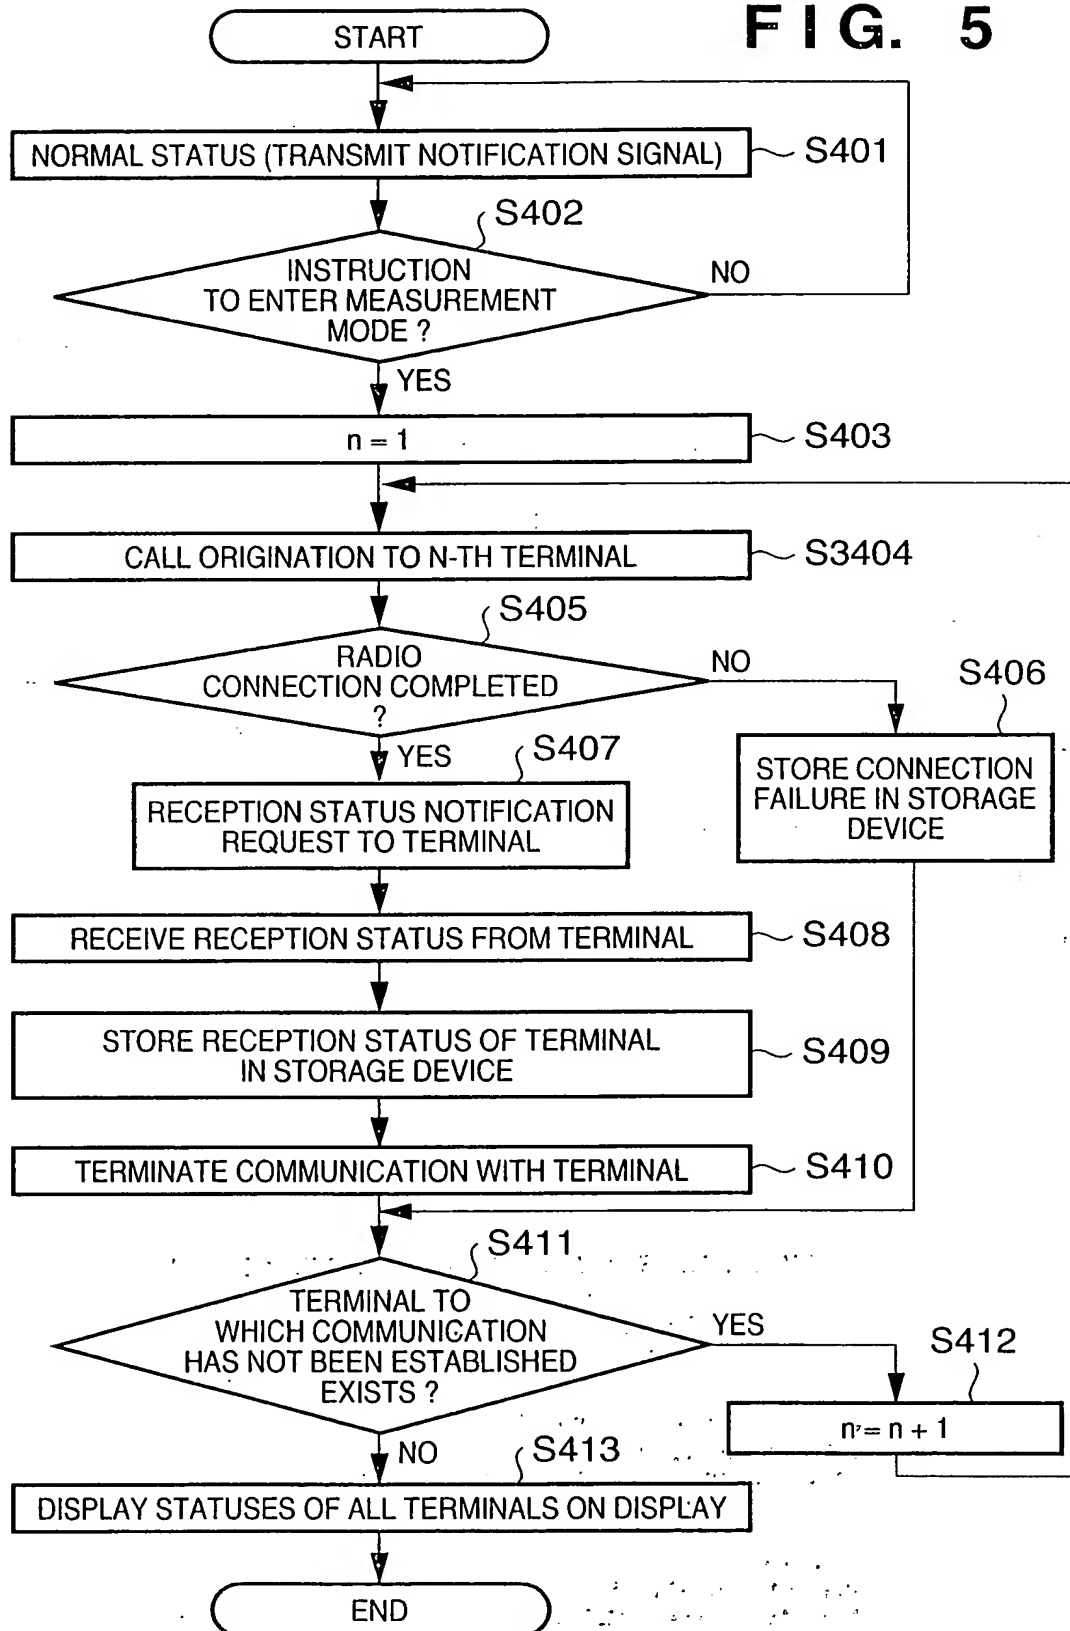 FIG. 5
START
NORMAL STATUS (TRANSMIT NOTIFICATION SIGNAL)
S401
S402
INSTRUCTION
TO ENTER MEASUREMENT
MODE ?
NO
YES
n = 1
S403
CALL ORIGINATION TO N-TH TERMINAL
S3404
S405
RADIO
CONNECTION COMPLETED
?
NO
YES
S406
STORE CONNECTION
FAILURE IN STORAGE
DEVICE
S407
RECEPTION STATUS NOTIFICATION
REQUEST TO TERMINAL
RECEIVE RECEPTION STATUS FROM TERMINAL
S408
STORE RECEPTION STATUS OF TERMINAL
IN STORAGE DEVICE
S409
TERMINATE COMMUNICATION WITH TERMINAL
S410
S411
TERMINAL TO
WHICH COMMUNICATION
HAS NOT BEEN ESTABLISHED
EXISTS ?
YES
S412
n = n + 1
NO
S413
DISPLAY STATUSES OF ALL TERMINALS ON DISPLAY
END